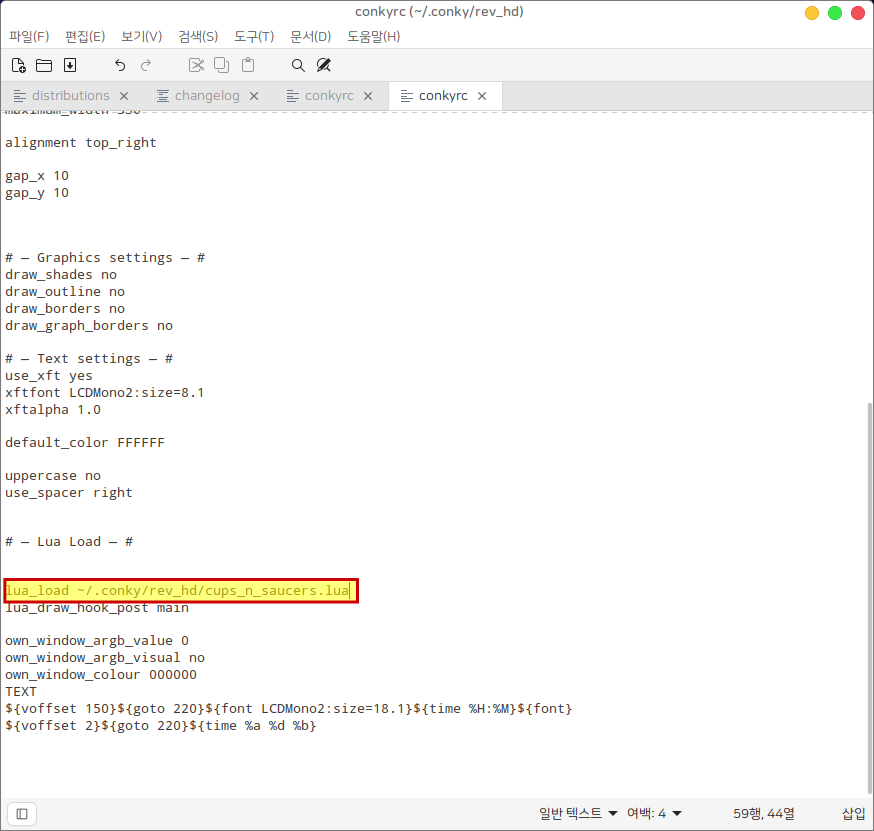 conkyrc (~/.conky/rev_hd)
파일(F) 편집(E) 보기(V) 검색(S) 도구(T) 문서(D) 도움말(H)
distributions changelog conkyrc conkyrc
maximum_width 350
alignment top_right
gap_x 10
gap_y 10
# — Graphics settings — #
draw_shades no
draw_outline no
draw_borders no
draw_graph_borders no
# — Text settings — #
use_xft yes
xftfont LCDMono2:size=8.1
xftalpha 1.0
default_color FFFFFF
uppercase no
use_spacer right
# — Lua Load — #
lua_load ~/.conky/rev_hd/cups_n_saucers.lua
lua_draw_hook_post main
own_window_argb_value 0
own_window_argb_visual no
own_window_colour 000000
TEXT
${voffset 150}${goto 220}${font LCDMono2:size=18.1}${time %H:%M}${font}
${voffset 2}${goto 220}${time %a %d %b}
일반 텍스트 여백: 4 59행, 44열 삽입